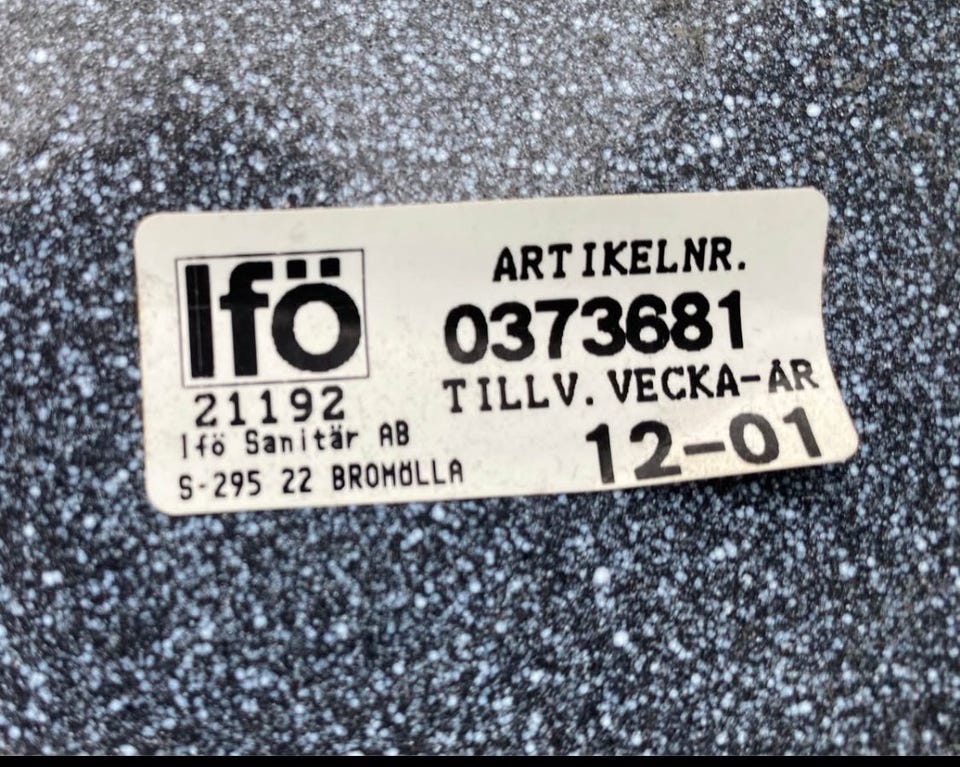 Ifö
21192
Ifö Sanitär AB
S-295 22 BROMÖLLA
ARTIKELNR.
0373681
TILLV. VECKA-ÅR
12-01